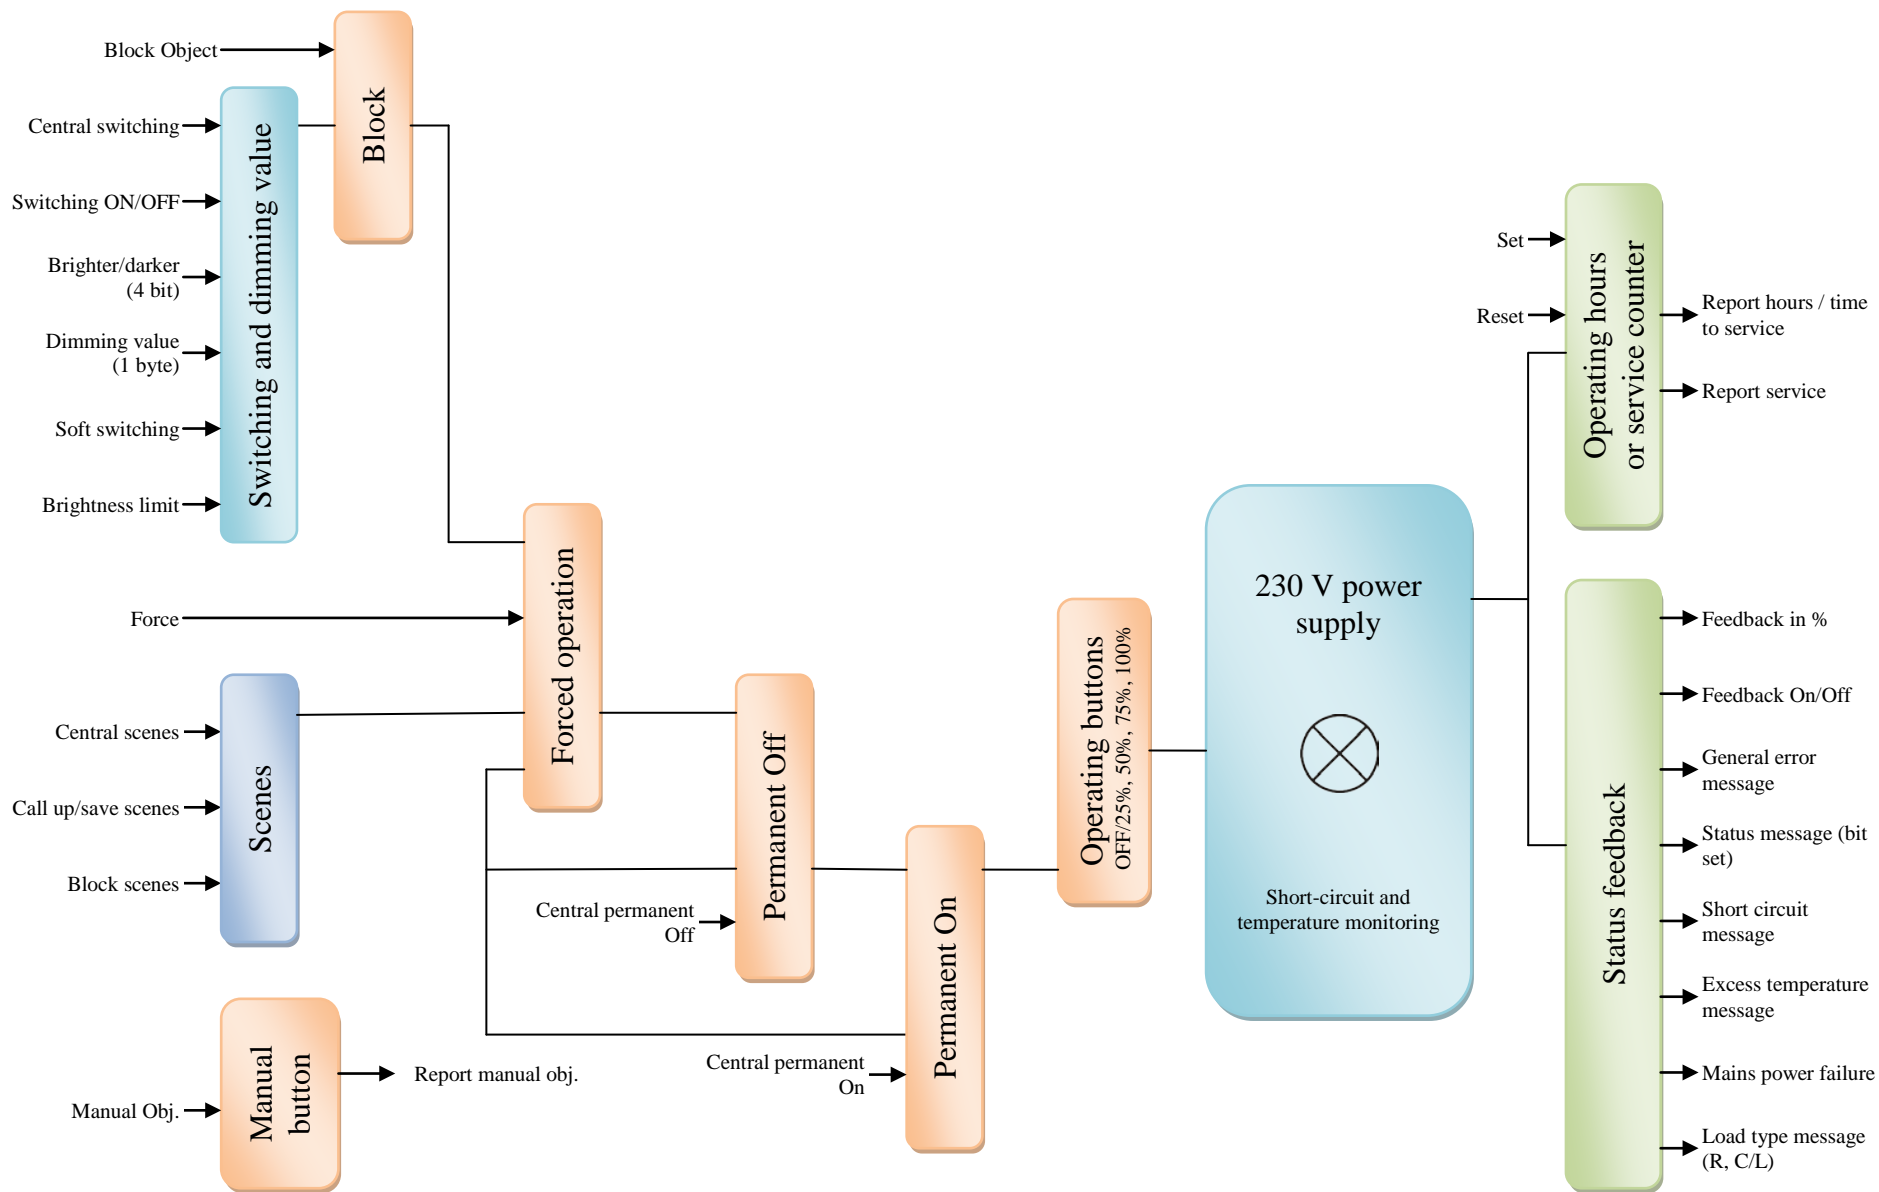 Block Object
Block
Central switching
Switching ON/OFF
Brighter/darker
(4 bit)
Dimming value
(1 byte)
Soft switching
Brightness limit
Switching and dimming value
Force
Forced operation
Central scenes
Call up/save scenes
Block scenes
Scenes
Manual Obj.
Manual
button
Report manual obj.
Central permanent
Off
Permanent Off
Central permanent
On
Permanent On
Operating buttons
OFF/25%, 50%, 75%, 100%
230 V power
supply
Short-circuit and
temperature monitoring
Set
Reset
Operating hours
or service counter
Report hours / time
to service
Report service
Status feedback
Feedback in %
Feedback On/Off
General error
message
Status message (bit
set)
Short circuit
message
Excess temperature
message
Mains power failure
Load type message
(R, C/L)